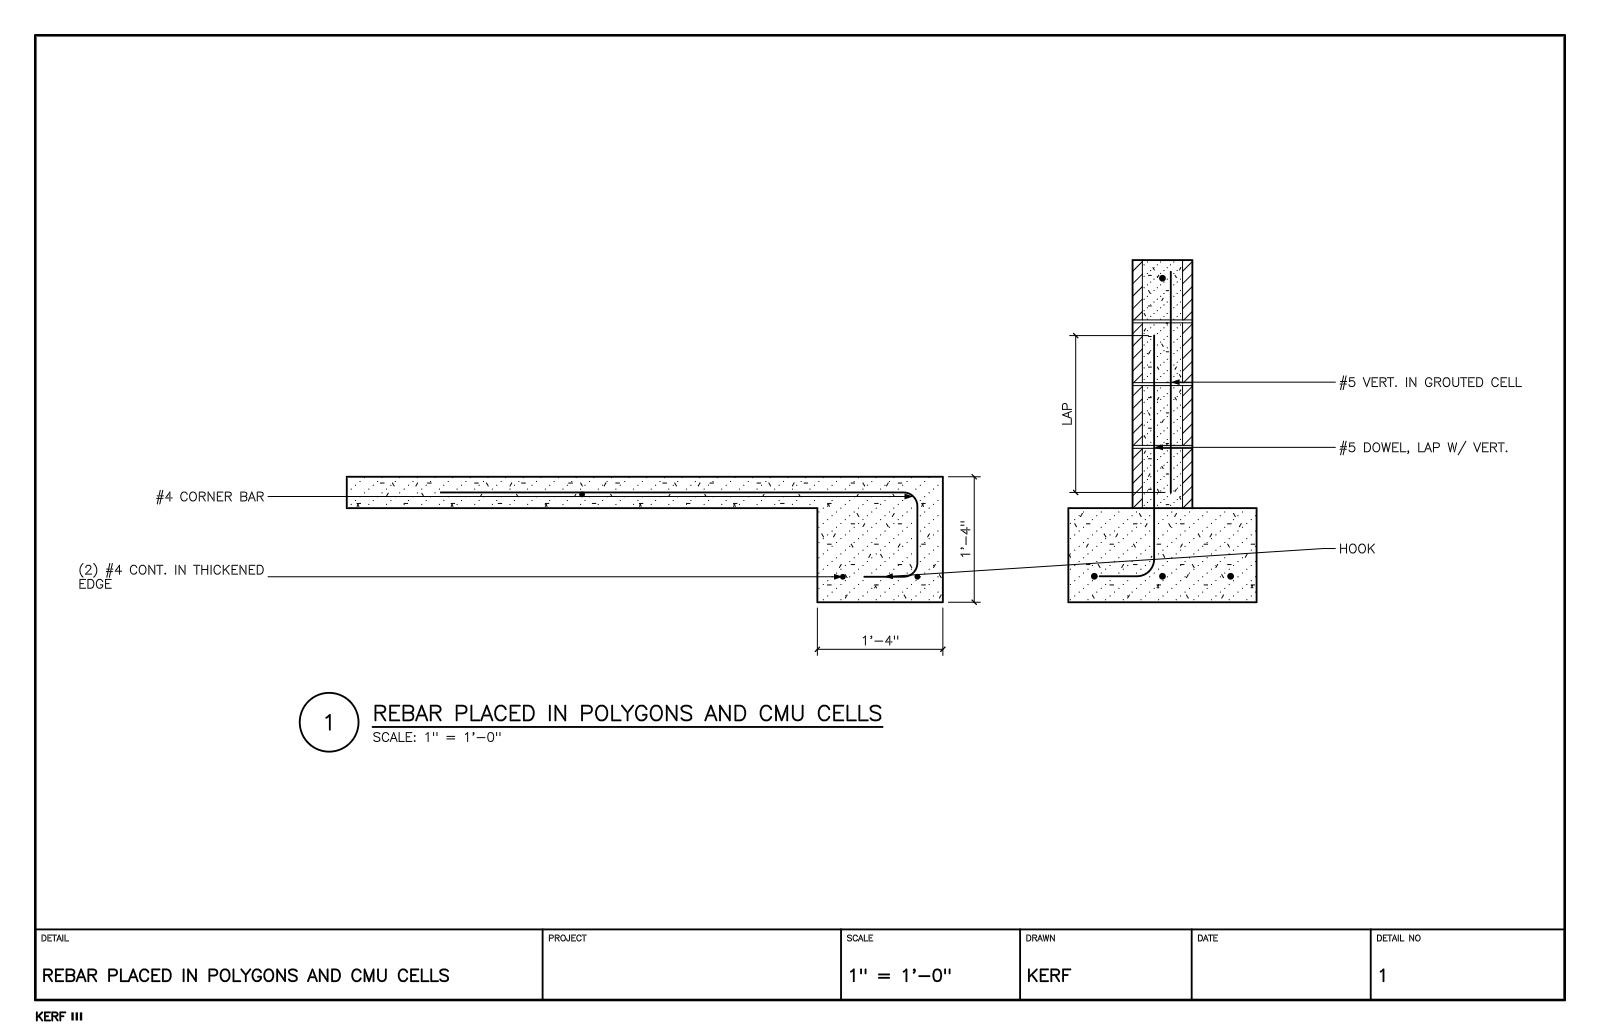 #5 VERT. IN GROUTED CELL
LAP
#5 DOWEL, LAP W/ VERT.
#4 CORNER BAR
1'-4"
HOOK
(2) #4 CONT. IN THICKENED
EDGE
1'-4"
1
REBAR PLACED IN POLYGONS AND CMU CELLS
SCALE: 1" = 1'-0"
DETAIL
REBAR PLACED IN POLYGONS AND CMU CELLS
PROJECT
SCALE
1" = 1'-0"
DRAWN
KERF
DATE
DETAIL NO
1
KERF III